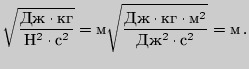 √(Дж · кг / Н² · с²) = м√(Дж · кг · м² / Дж² · с²) = м.